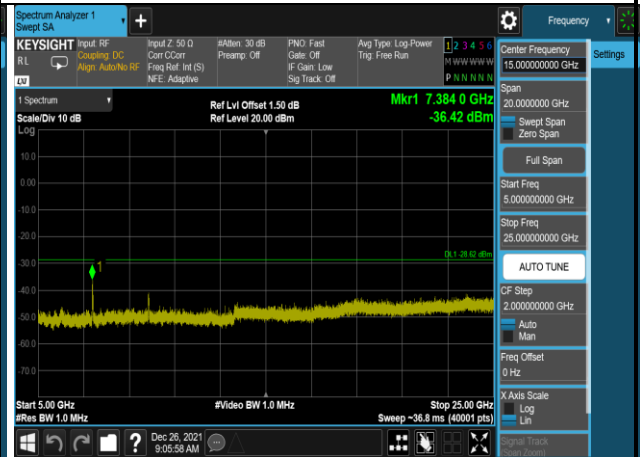 Spectrum Analyzer 1
Swept SA
+
Frequency
KEYSIGHT
RL
LXI
Input: RF
Coupling: DC
Align: Auto/No RF
Input Z: 50 Ω
Corr CCorr
Freq Ref: Int (S)
NFE: Adaptive
#Atten: 30 dB
Preamp: Off
PNO: Fast
Gate: Off
IF Gain: Low
Sig Track: Off
Avg Type: Log-Power
Trig: Free Run
1 2 3 4 5 6
M W W W W W
P N N N N N
1 Spectrum
Scale/Div 10 dB
Log
Ref Lvl Offset 1.50 dB
Ref Level 20.00 dBm
Mkr1 7.384 0 GHz
-36.42 dBm
10.0
0.00
-10.0
-20.0
-30.0
-40.0
-50.0
-60.0
-70.0
DL1 -28.62 dBm
1
Start 5.00 GHz
#Res BW 1.0 MHz
#Video BW 1.0 MHz
Stop 25.00 GHz
Sweep ~36.8 ms (40001 pts)
Dec 26, 2021
9:05:58 AM
?
Center Frequency
15.000000000 GHz
Span
20.0000000 GHz
Swept Span
Zero Span
Full Span
Start Freq
5.000000000 GHz
Stop Freq
25.000000000 GHz
AUTO TUNE
CF Step
2.000000000 GHz
Auto
Man
Freq Offset
0 Hz
X Axis Scale
Log
Lin
Signal Track
(Span Zoom)
Settings